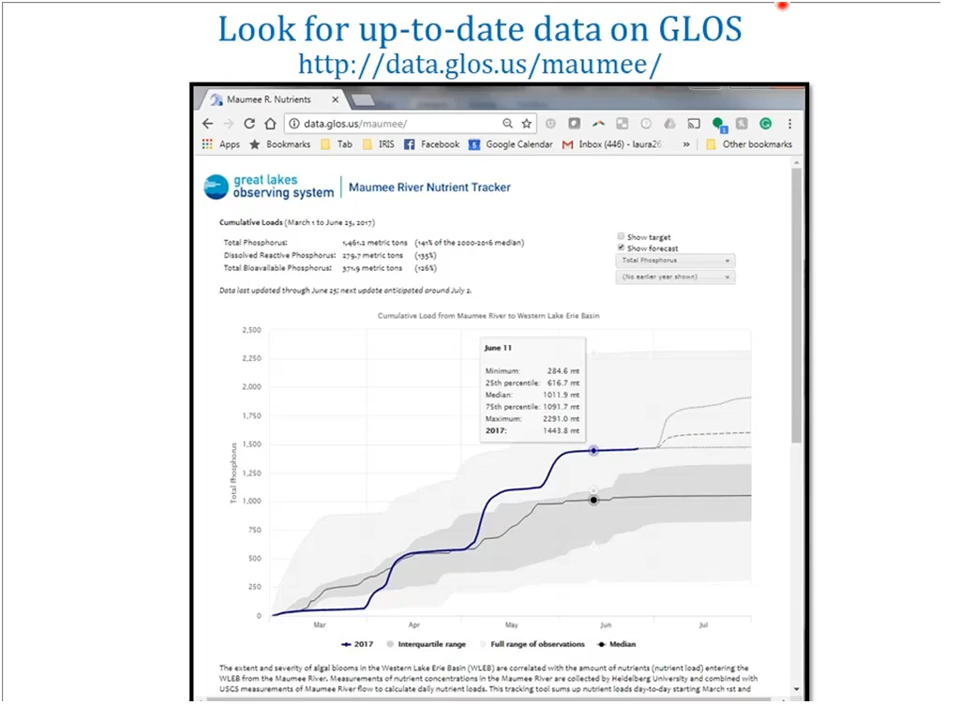 Look for up-to-date data on GLOS
http://data.glos.us/maumee/
Maumee R. Nutrients
data.glos.us/maumee/
Apps Bookmarks Tab IRIS Facebook Google Calendar Inbox (446) - laura26 » Other bookmarks
great lakes
observing system
Maumee River Nutrient Tracker
Cumulative Loads (March 1 to June 25, 2017)
Total Phosphorus: 1,461.2 metric tons (141% of the 2000-2016 median)
Dissolved Reactive Phosphorus: 279.7 metric tons (135%)
Total Bioavailable Phosphorus: 371.9 metric tons (126%)
Data last updated through June 25; next update anticipated around July 2.
Show target
Show forecast
Total Phosphorus
(No earlier year shown)
Cumulative Load from Maumee River to Western Lake Erie Basin
Total Phosphorus
2,500
2,250
2,000
1,750
1,500
1,250
1,000
750
500
250
0
June 11
Minimum: 284.6 mt
25th percentile: 616.7 mt
Median: 1011.9 mt
75th percentile: 1091.7 mt
Maximum: 2291.0 mt
2017: 1443.8 mt
Mar Apr May Jun Jul
2017 Interquartile range Full range of observations Median
The extent and severity of algal blooms in the Western Lake Erie Basin (WLEB) are correlated with the amount of nutrients (nutrient load) entering the
WLEB from the Maumee River. Measurements of nutrient concentrations in the Maumee River are collected by Heidelberg University and combined with
USGS measurements of Maumee River flow to calculate daily nutrient loads. This tracking tool sums up nutrient loads day-to-day starting March 1st and